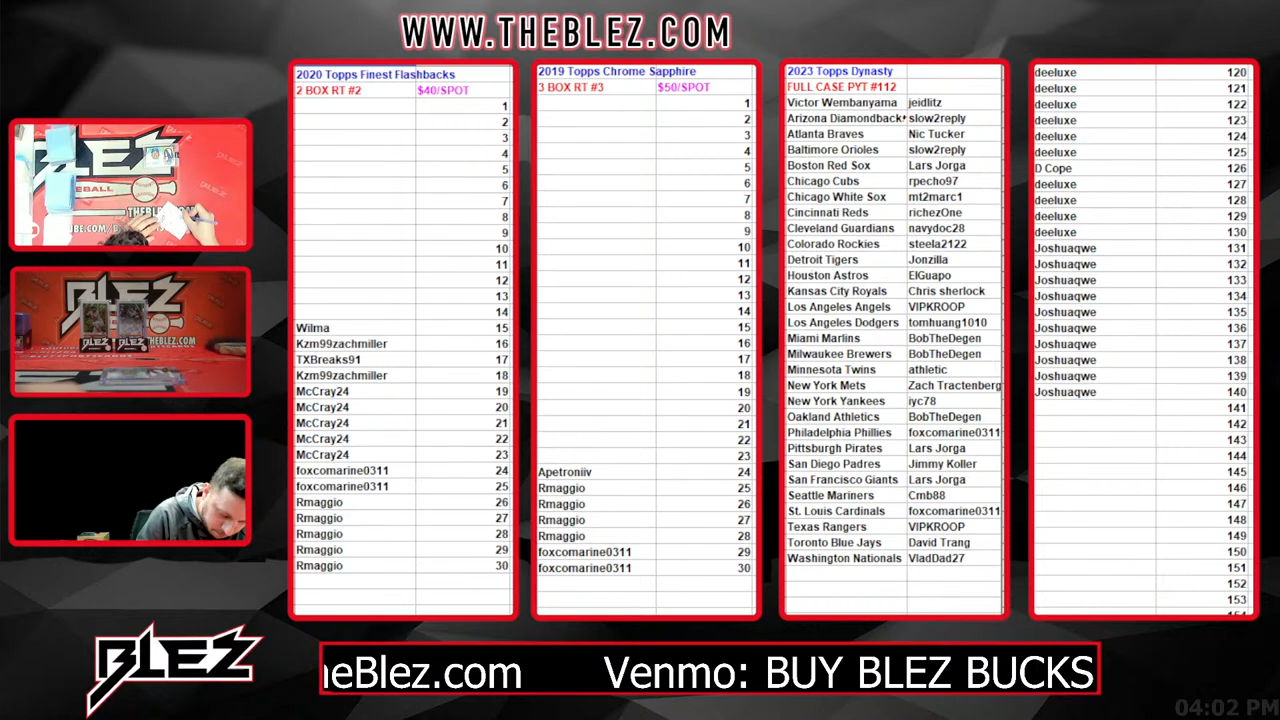 WWW.THEBLEZ.COM
2020 Topps Finest Flashbacks
2 BOX RT #2 $40/SPOT
1
2
3
4
5
6
7
8
9
10
11
12
13
14
Wilma 15
Kzm99zachmiller 16
TXBreaks91 17
Kzm99zachmiller 18
McCray24 19
McCray24 20
McCray24 21
McCray24 22
McCray24 23
foxcomarine0311 24
foxcomarine0311 25
Rmaggio 26
Rmaggio 27
Rmaggio 28
Rmaggio 29
Rmaggio 30
2019 Topps Chrome Sapphire
3 BOX RT #3 $50/SPOT
1
2
3
4
5
6
7
8
9
10
11
12
13
14
15
16
17
18
19
20
21
22
23
Apetroniiv 24
Rmaggio 25
Rmaggio 26
Rmaggio 27
Rmaggio 28
foxcomarine0311 29
foxcomarine0311 30
2023 Topps Dynasty
FULL CASE PYT #112
Victor Wembanyama jeidlitz
Arizona Diamondback slow2reply
Atlanta Braves Nic Tucker
Baltimore Orioles slow2reply
Boston Red Sox Lars Jorga
Chicago Cubs rpecho97
Chicago White Sox mt2marc1
Cincinnati Reds richezOne
Cleveland Guardians navydoc28
Colorado Rockies steela2122
Detroit Tigers Jonzilla
Houston Astros ElGuapo
Kansas City Royals Chris sherlock
Los Angeles Angels VIPKROOP
Los Angeles Dodgers tomhuang1010
Miami Marlins BobTheDegen
Milwaukee Brewers BobTheDegen
Minnesota Twins athletic
New York Mets Zach Tractenberg
New York Yankees iyc78
Oakland Athletics BobTheDegen
Philadelphia Phillies foxcomarine0311
Pittsburgh Pirates Lars Jorga
San Diego Padres Jimmy Koller
San Francisco Giants Lars Jorga
Seattle Mariners Cmb88
St. Louis Cardinals foxcomarine0311
Texas Rangers VIPKROOP
Toronto Blue Jays David Trang
Washington Nationals VladDad27
deeluxe 120
deeluxe 121
deeluxe 122
deeluxe 123
deeluxe 124
deeluxe 125
D Cope 126
deeluxe 127
deeluxe 128
deeluxe 129
deeluxe 130
Joshuaqwe 131
Joshuaqwe 132
Joshuaqwe 133
Joshuaqwe 134
Joshuaqwe 135
Joshuaqwe 136
Joshuaqwe 137
Joshuaqwe 138
Joshuaqwe 139
Joshuaqwe 140
141
142
143
144
145
146
147
148
149
150
151
152
153
BLEZ
heBlez.com Venmo: BUY BLEZ BUCKS
04:02 PM